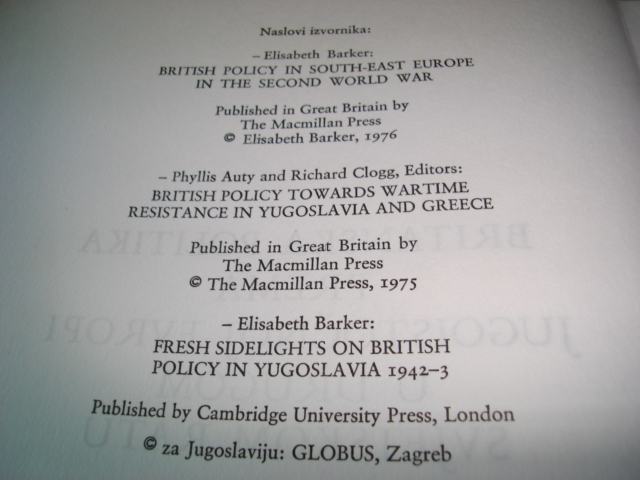 Naslovi izvornika:
– Elisabeth Barker:
BRITISH POLICY IN SOUTH-EAST EUROPE
IN THE SECOND WORLD WAR
Published in Great Britain by
The Macmillan Press
© Elisabeth Barker, 1976
– Phyllis Auty and Richard Clogg, Editors:
BRITISH POLICY TOWARDS WARTIME
RESISTANCE IN YUGOSLAVIA AND GREECE
Published in Great Britain by
The Macmillan Press
© The Macmillan Press, 1975
– Elisabeth Barker:
FRESH SIDELIGHTS ON BRITISH
POLICY IN YUGOSLAVIA 1942–3
Published by Cambridge University Press, London
© za Jugoslaviju: GLOBUS, Zagreb